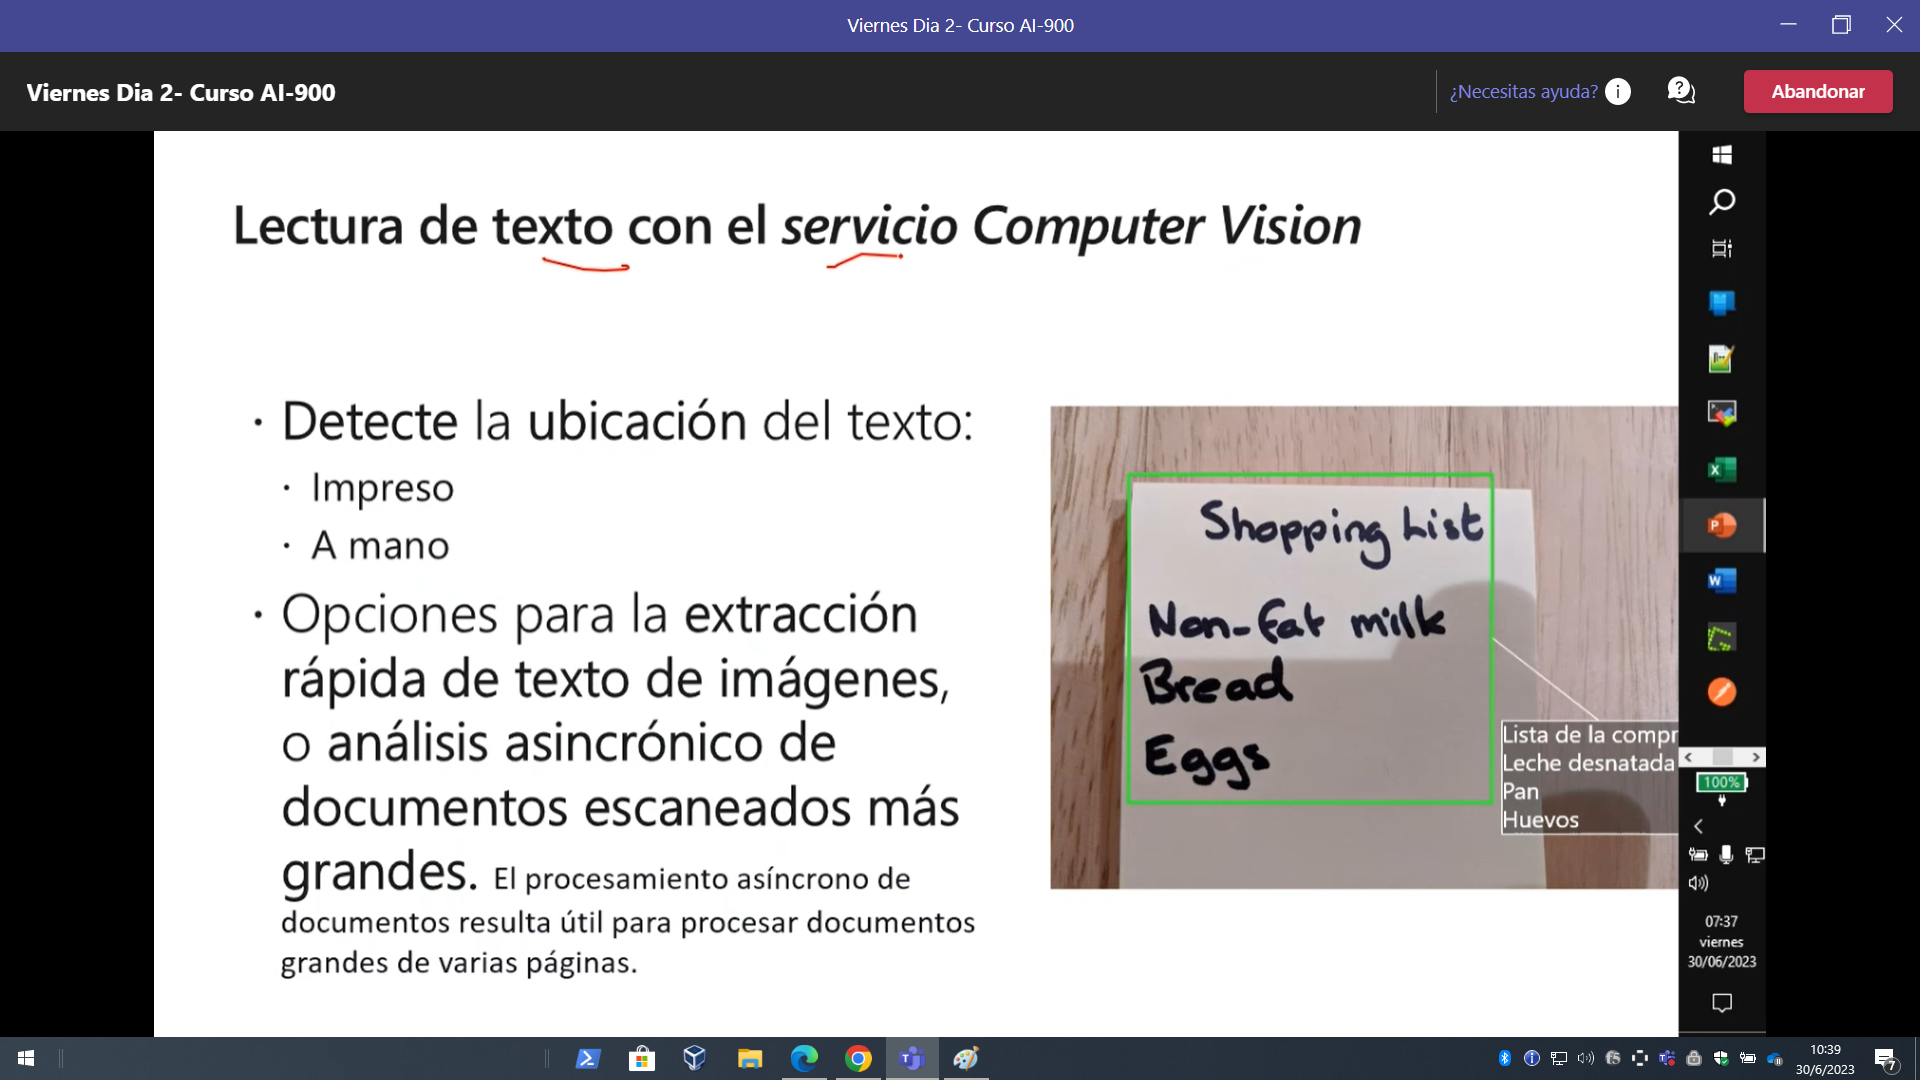 Viernes Dia 2- Curso AI-900
Viernes Dia 2- Curso AI-900
¿Necesitas ayuda?
Abandonar
Lectura de texto con el servicio Computer Vision
· Detecte la ubicación del texto:
· Impreso
· A mano
· Opciones para la extracción
rápida de texto de imágenes,
o análisis asincrónico de
documentos escaneados más
grandes. El procesamiento asíncrono de
documentos resulta útil para procesar documentos
grandes de varias páginas.
Shopping List
Non-fat milk
Bread
Eggs
Lista de la compr
Leche desnatada
Pan
Huevos
100%
07:37
viernes
30/06/2023
10:39
30/6/2023
7